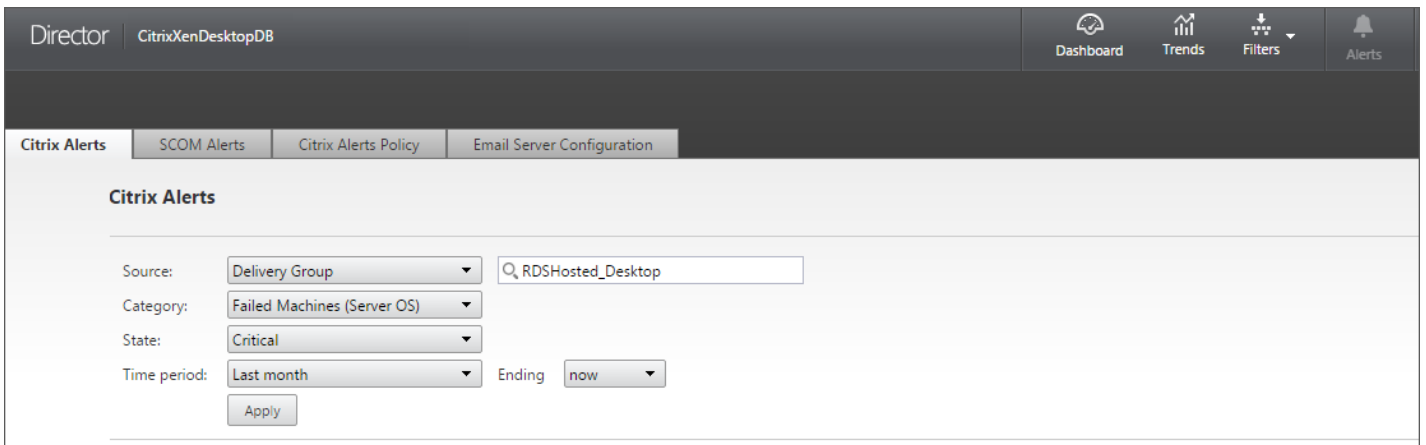 Director CitrixXenDesktopDB Dashboard Trends Filters Alerts
Citrix Alerts SCOM Alerts Citrix Alerts Policy Email Server Configuration
Citrix Alerts
Source: Delivery Group RDSHosted_Desktop
Category: Failed Machines (Server OS)
State: Critical
Time period: Last month Ending now
Apply